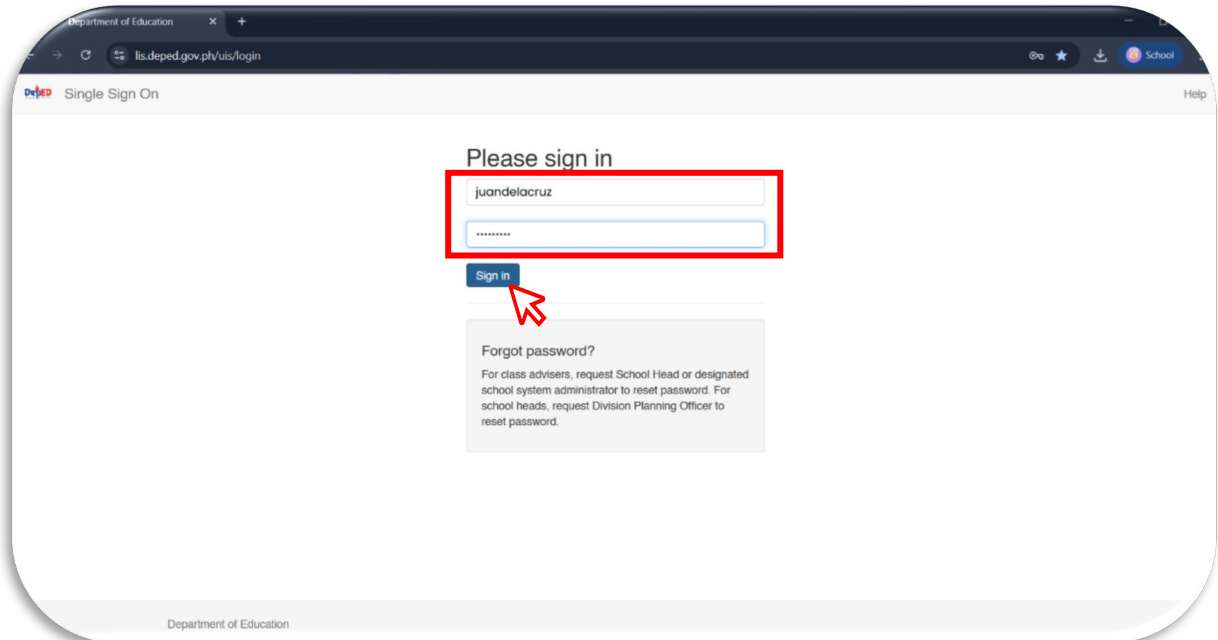 Department of Education
lis.deped.gov.ph/uis/login
School
DepED Single Sign On
Help
Please sign in
juandelacruz
•••••••••
Sign in
Forgot password?
For class advisers, request School Head or designated
school system administrator to reset password. For
school heads, request Division Planning Officer to
reset password.
Department of Education